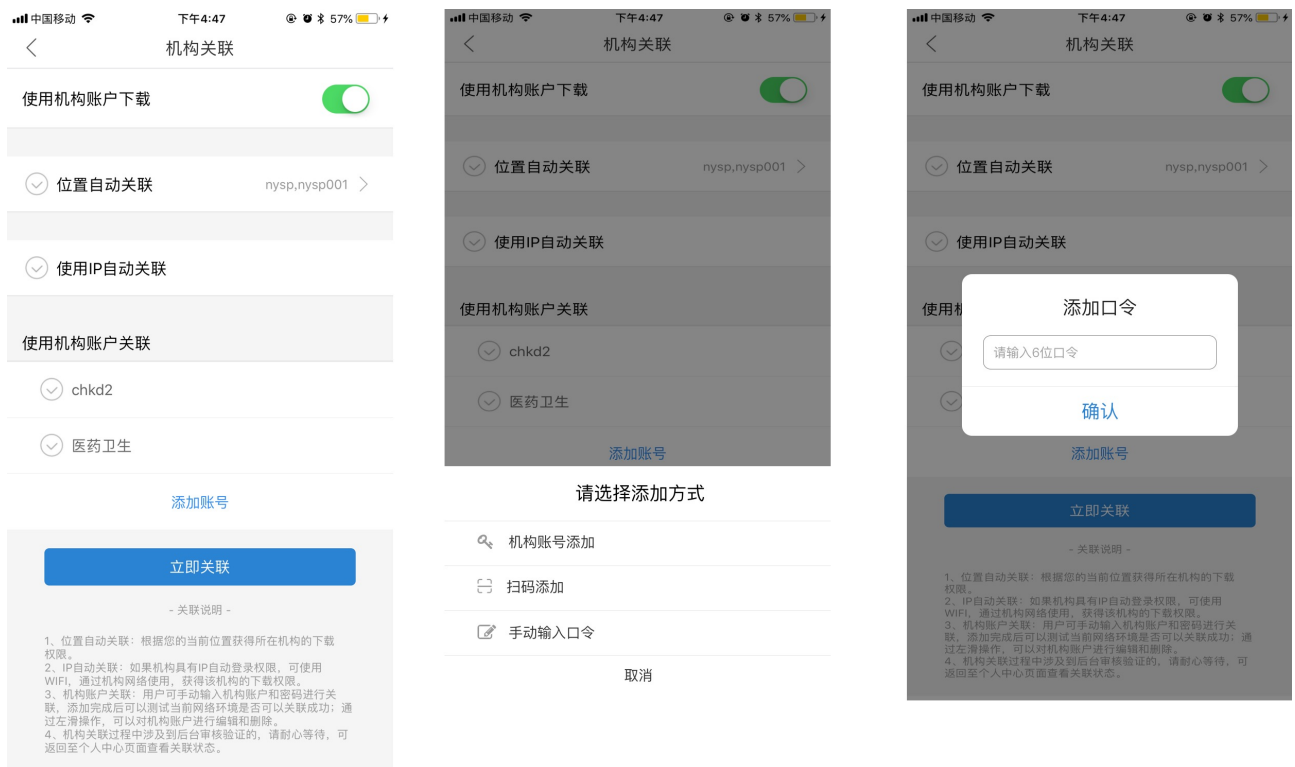 中国移动 下午4:47 57%
机构关联
使用机构账户下载
位置自动关联 nysp,nysp001
使用IP自动关联
使用机构账户关联
chkd2
医药卫生
添加账号
立即关联
- 关联说明 -
1、位置自动关联：根据您的当前位置获得所在机构的下载
权限。
2、IP自动关联：如果机构具有IP自动登录权限，可使用
WIFI，通过机构网络使用，获得该机构的下载权限。
3、机构账户关联：用户可手动输入机构账户和密码进行关
联，添加完成后可以测试当前网络环境是否可以关联成功；通
过左滑操作，可以对机构账户进行编辑和删除。
4、机构关联过程中涉及到后台审核验证的，请耐心等待，可
返回至个人中心页面查看关联状态。
中国移动 下午4:47 57%
机构关联
使用机构账户下载
位置自动关联 nysp,nysp001
使用IP自动关联
使用机构账户关联
chkd2
医药卫生
添加账号
请选择添加方式
机构账号添加
扫码添加
手动输入口令
取消
中国移动 下午4:47 57%
机构关联
使用机构账户下载
位置自动关联 nysp,nysp001
使用IP自动关联
使用机
添加口令
请输入6位口令
确认
添加账号
立即关联
- 关联说明 -
1、位置自动关联：根据您的当前位置获得所在机构的下载
权限。
2、IP自动关联：如果机构具有IP自动登录权限，可使用
WIFI，通过机构网络使用，获得该机构的下载权限。
3、机构账户关联：用户可手动输入机构账户和密码进行关
联，添加完成后可以测试当前网络环境是否可以关联成功；通
过左滑操作，可以对机构账户进行编辑和删除。
4、机构关联过程中涉及到后台审核验证的，请耐心等待，可
返回至个人中心页面查看关联状态。